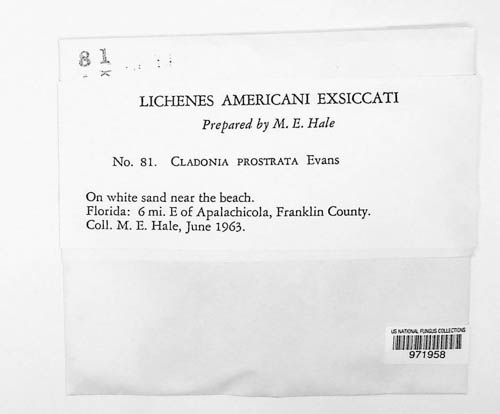 81
LICHENES AMERICANI EXSICCATI
Prepared by M. E. Hale
No. 81. CLADONIA PROSTRATA Evans
On white sand near the beach.
Florida: 6 mi. E of Apalachicola, Franklin County.
Coll. M. E. Hale, June 1963.
US NATIONAL FUNGUS COLLECTIONS
971958